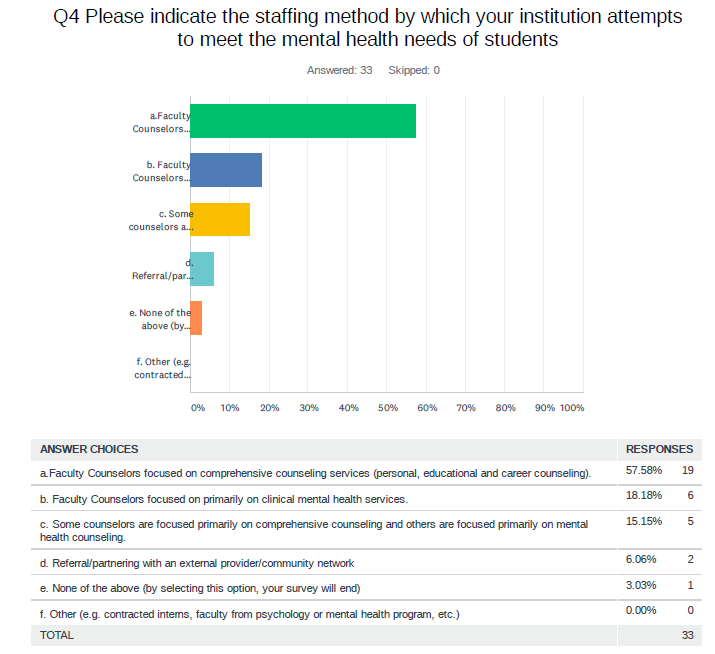 Q4 Please indicate the staffing method by which your institution attempts
to meet the mental health needs of students
Answered: 33 Skipped: 0
a.Faculty
Counselors...
b. Faculty
Counselors...
c. Some
counselors a...
d.
Referral/par...
e. None of the
above (by...
f. Other (e.g.
contracted...
0% 10% 20% 30% 40% 50% 60% 70% 80% 90% 100%
ANSWER CHOICES RESPONSES
a.Faculty Counselors focused on comprehensive counseling services (personal, educational and career counseling). 57.58% 19
b. Faculty Counselors focused on primarily on clinical mental health services. 18.18% 6
c. Some counselors are focused primarily on comprehensive counseling and others are focused primarily on mental 15.15% 5
health counseling.
d. Referral/partnering with an external provider/community network 6.06% 2
e. None of the above (by selecting this option, your survey will end) 3.03% 1
f. Other (e.g. contracted interns, faculty from psychology or mental health program, etc.) 0.00% 0
TOTAL 33